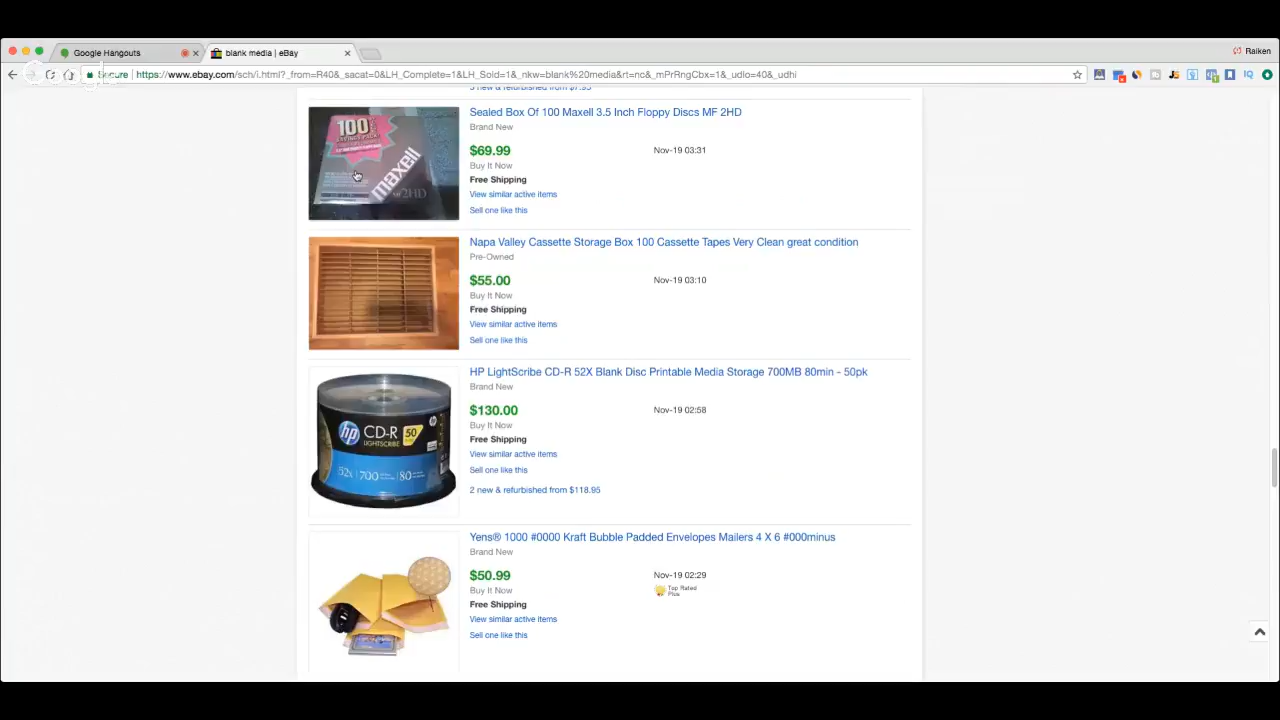 Google Hangouts
blank media | eBay
Raiken
Secure
https://www.ebay.com/sch/i.html?_from=R40&_sacat=0&LH_Complete=1&LH_Sold=1&_nkw=blank%20media&rt=nc&_mPrRngCbx=1&_udlo=40&_udhi
5 new & refurbished from $7.95
Sealed Box Of 100 Maxell 3.5 Inch Floppy Discs MF 2HD
Brand New
$69.99
Nov-19 03:31
Buy It Now
Free Shipping
View similar active items
Sell one like this
100
maxell
2HD
Napa Valley Cassette Storage Box 100 Cassette Tapes Very Clean great condition
Pre-Owned
$55.00
Nov-19 03:10
Buy It Now
Free Shipping
View similar active items
Sell one like this
HP LightScribe CD-R 52X Blank Disc Printable Media Storage 700MB 80min - 50pk
Brand New
$130.00
Nov-19 02:58
Buy It Now
Free Shipping
View similar active items
Sell one like this
2 new & refurbished from $118.95
hp CD-R 50
LIGHTSCRIBE
52x 700 80
Yens® 1000 #0000 Kraft Bubble Padded Envelopes Mailers 4 X 6 #000minus
Brand New
$50.99
Nov-19 02:29
Top Rated
Plus
Buy It Now
Free Shipping
View similar active items
Sell one like this